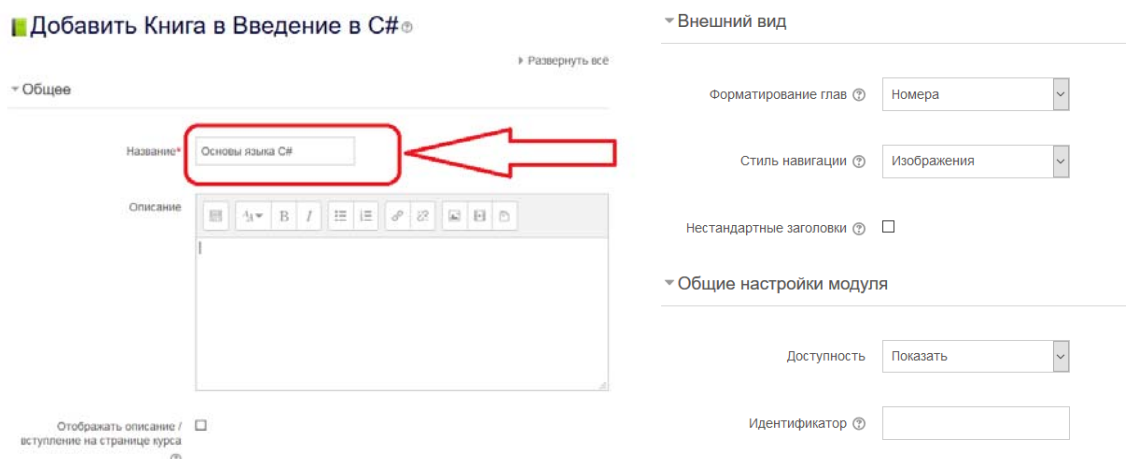 Добавить Книга в Введение в C#
Развернуть всё
Общее
Название*
Основы языка C#
Описание
B I
Отображать описание /
вступление на странице курса
Внешний вид
Форматирование глав
Номера
Стиль навигации
Изображения
Нестандартные заголовки
Общие настройки модуля
Доступность
Показать
Идентификатор